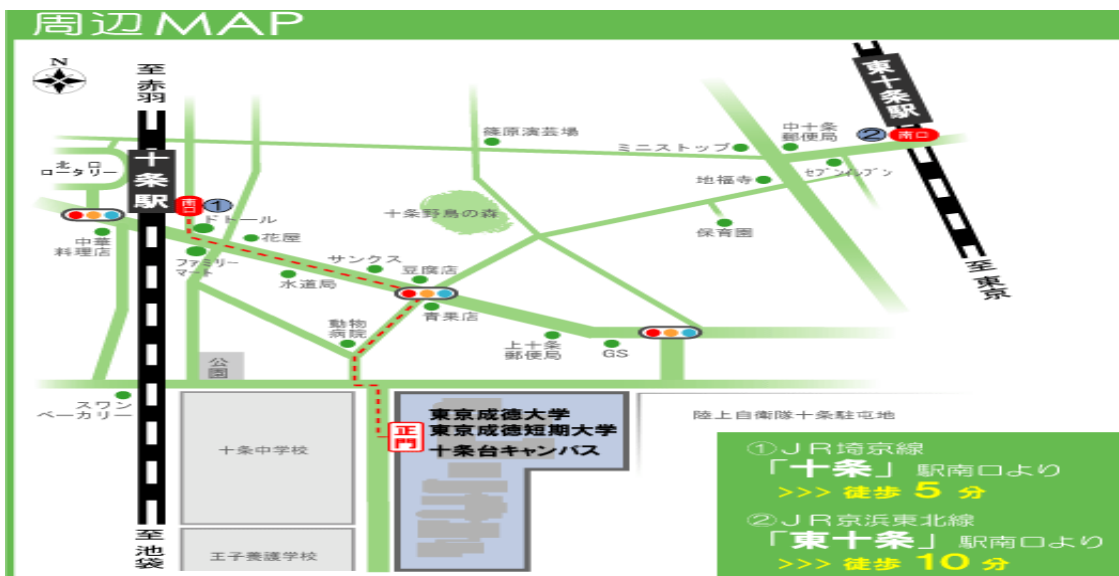 周辺MAP
N
至赤羽
十条駅
北口
ロータリー
南口
①
ドトール
花屋
中華
料理店
ファミリー
マート
水道局
サンクス
豆腐店
青果店
動物
病院
篠原演芸場
十条野鳥の森
ミニストップ
中十条
郵便局
②
南口
東十条駅
地福寺
セブンイレブン
保育園
至東京
上十条
郵便局
GS
公園
スワン
ベーカリー
十条中学校
王子養護学校
至池袋
正門
東京成徳大学
東京成徳短期大学
十条台キャンパス
陸上自衛隊十条駐屯地
①JR埼京線
「十条」駅南口より
>>> 徒歩 5 分
②JR京浜東北線
「東十条」駅南口より
>>> 徒歩 10 分